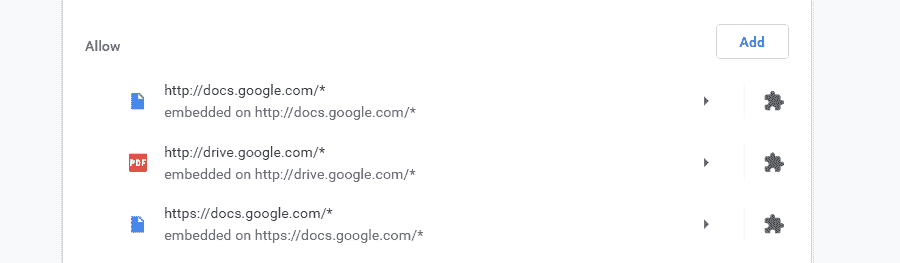 Allow
Add
http://docs.google.com/*
embedded on http://docs.google.com/*
PDF
http://drive.google.com/*
embedded on http://drive.google.com/*
https://docs.google.com/*
embedded on https://docs.google.com/*